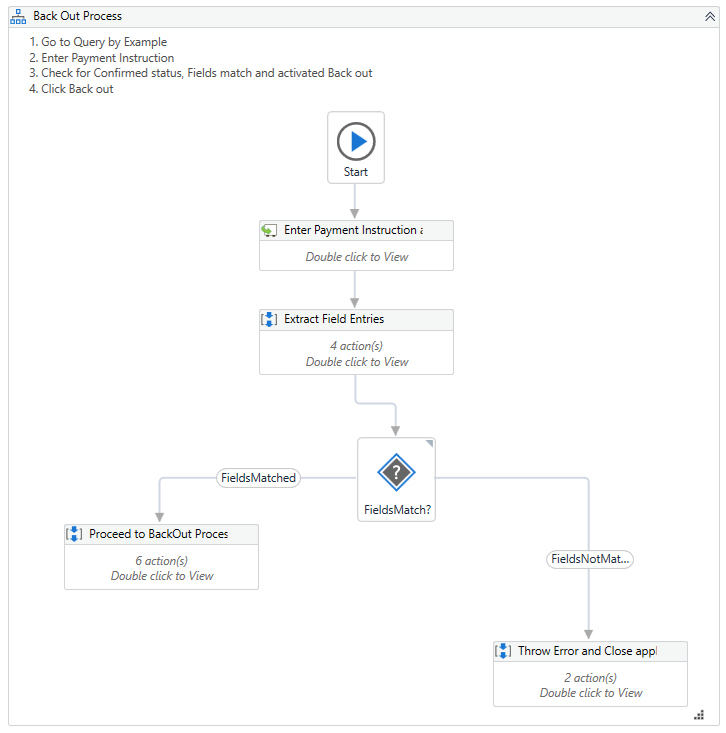 Back Out Process
1. Go to Query by Example
2. Enter Payment Instruction
3. Check for Confirmed status, Fields match and activated Back out
4. Click Back out
Start
Enter Payment Instruction a
Double click to View
Extract Field Entries
4 action(s)
Double click to View
?
FieldsMatch?
FieldsMatched
Proceed to BackOut Proces
6 action(s)
Double click to View
FieldsNotMat...
Throw Error and Close appl
2 action(s)
Double click to View